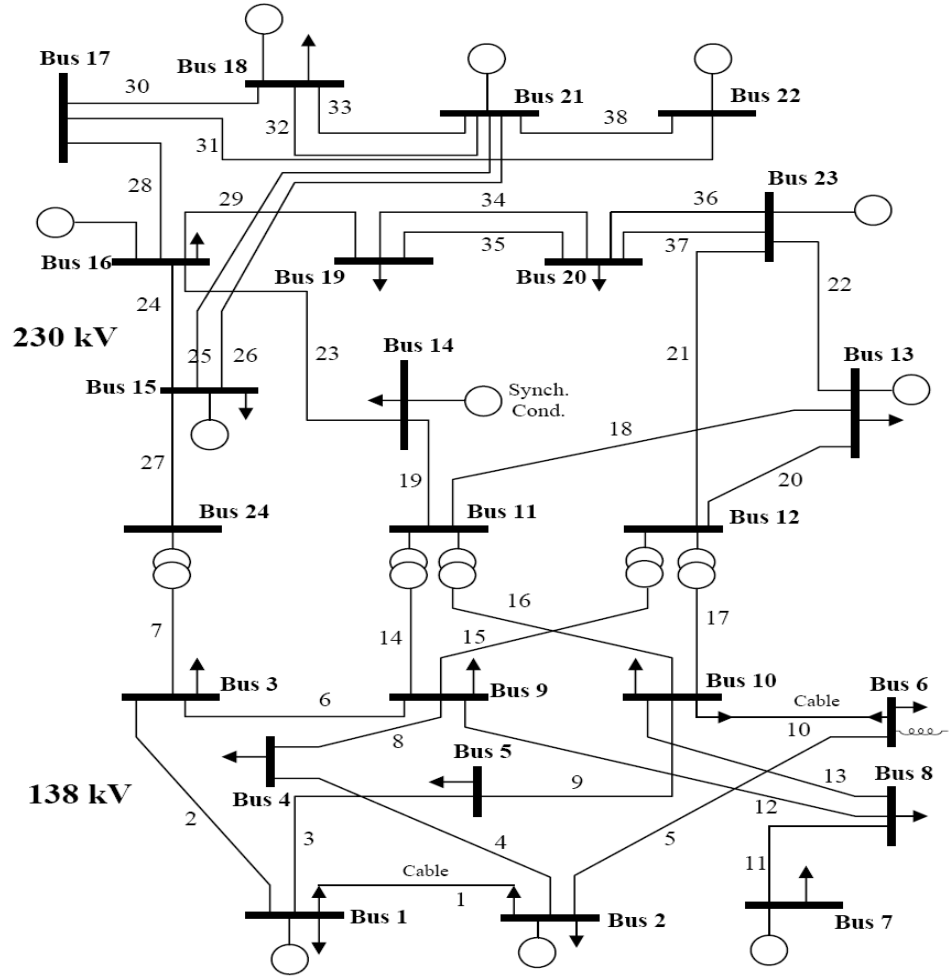 Bus 17
Bus 18
Bus 21
Bus 22
30
33
32
38
31
28
Bus 23
29
34
36
35
37
Bus 16
Bus 19
Bus 20
22
24
230 kV
23
21
Bus 14
Bus 13
25
26
Bus 15
Synch.
Cond.
18
27
19
20
Bus 24
Bus 11
Bus 12
16
7
14
15
17
Bus 3
Bus 9
Bus 10
Bus 6
6
Cable
10
8
Bus 5
Bus 8
Bus 4
9
13
138 kV
12
2
3
4
5
11
Cable
1
Bus 1
Bus 2
Bus 7